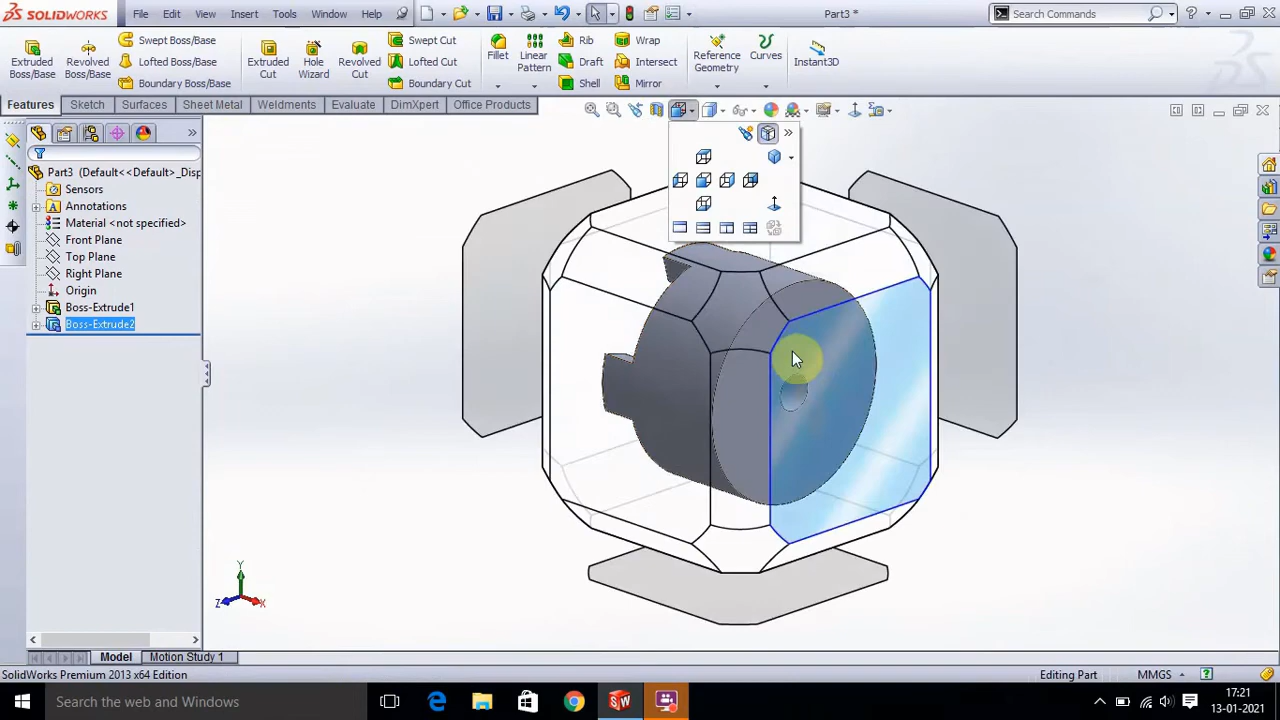 SOLIDWORKS File Edit View Insert Tools Window Help Part3 * Search Commands
Extruded Boss/Base
Revolved Boss/Base
Swept Boss/Base
Lofted Boss/Base
Boundary Boss/Base
Extruded Cut
Hole Wizard
Revolved Cut
Swept Cut
Lofted Cut
Boundary Cut
Fillet
Linear Pattern
Rib
Draft
Shell
Wrap
Intersect
Mirror
Reference Geometry
Curves
Instant3D
Features Sketch Surfaces Sheet Metal Weldments Evaluate DimXpert Office Products
Part3 (Default<<Default>_Disp
Sensors
Annotations
Material <not specified>
Front Plane
Top Plane
Right Plane
Origin
Boss-Extrude1
Boss-Extrude2
Y
Z X
Model Motion Study 1
SolidWorks Premium 2013 x64 Edition Editing Part MMGS
Search the web and Windows
17:21
13-01-2021